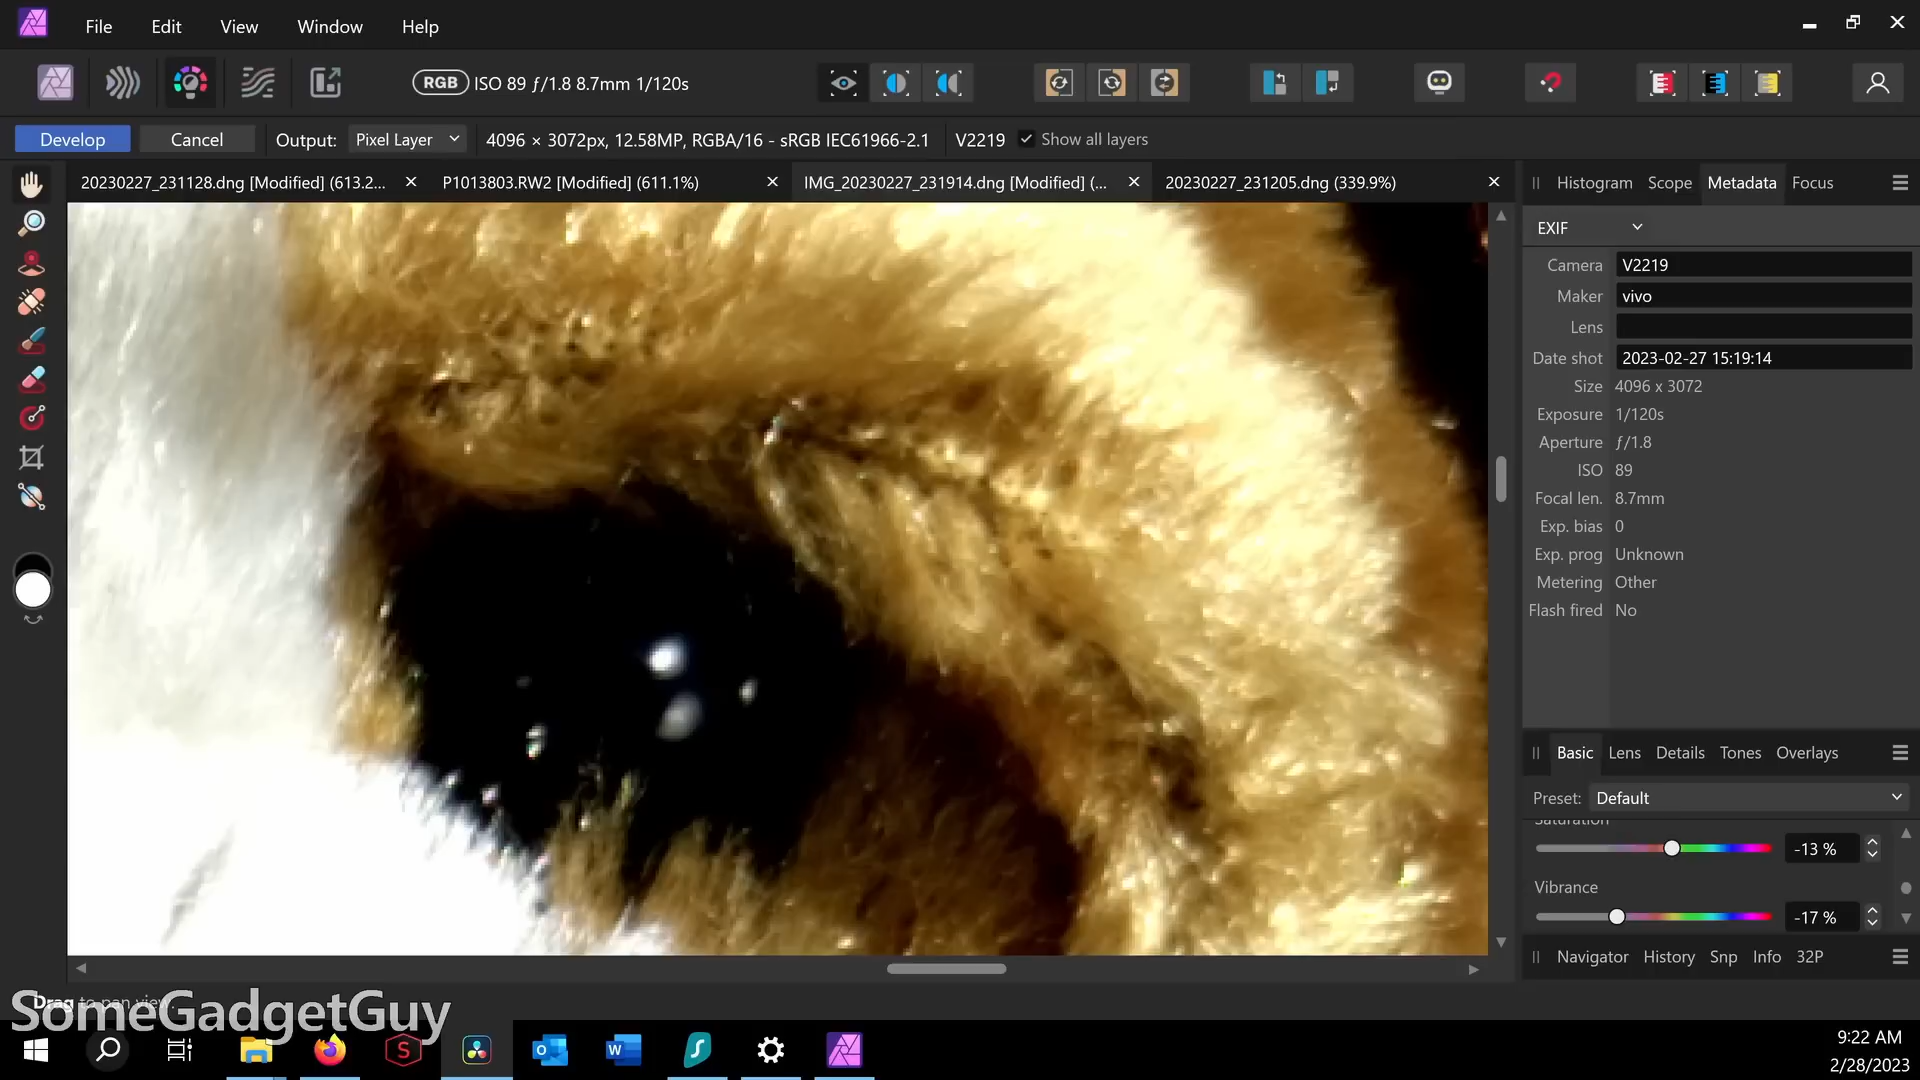 File Edit View Window Help
RGB ISO 89 ƒ/1.8 8.7mm 1/120s
Develop Cancel Output: Pixel Layer 4096 × 3072px, 12.58MP, RGBA/16 - sRGB IEC61966-2.1 V2219 Show all layers
20230227_231128.dng [Modified] (613.2... P1013803.RW2 [Modified] (611.1%) IMG_20230227_231914.dng [Modified] (... 20230227_231205.dng (339.9%)
Histogram Scope Metadata Focus
EXIF
Camera V2219
Maker vivo
Lens
Date shot 2023-02-27 15:19:14
Size 4096 x 3072
Exposure 1/120s
Aperture ƒ/1.8
ISO 89
Focal len. 8.7mm
Exp. bias 0
Exp. prog Unknown
Metering Other
Flash fired No
Basic Lens Details Tones Overlays
Preset: Default
Saturation
-13 %
Vibrance
-17 %
Navigator History Snp Info 32P
Drag to pan view.
SomeGadgetGuy
9:22 AM
2/28/2023